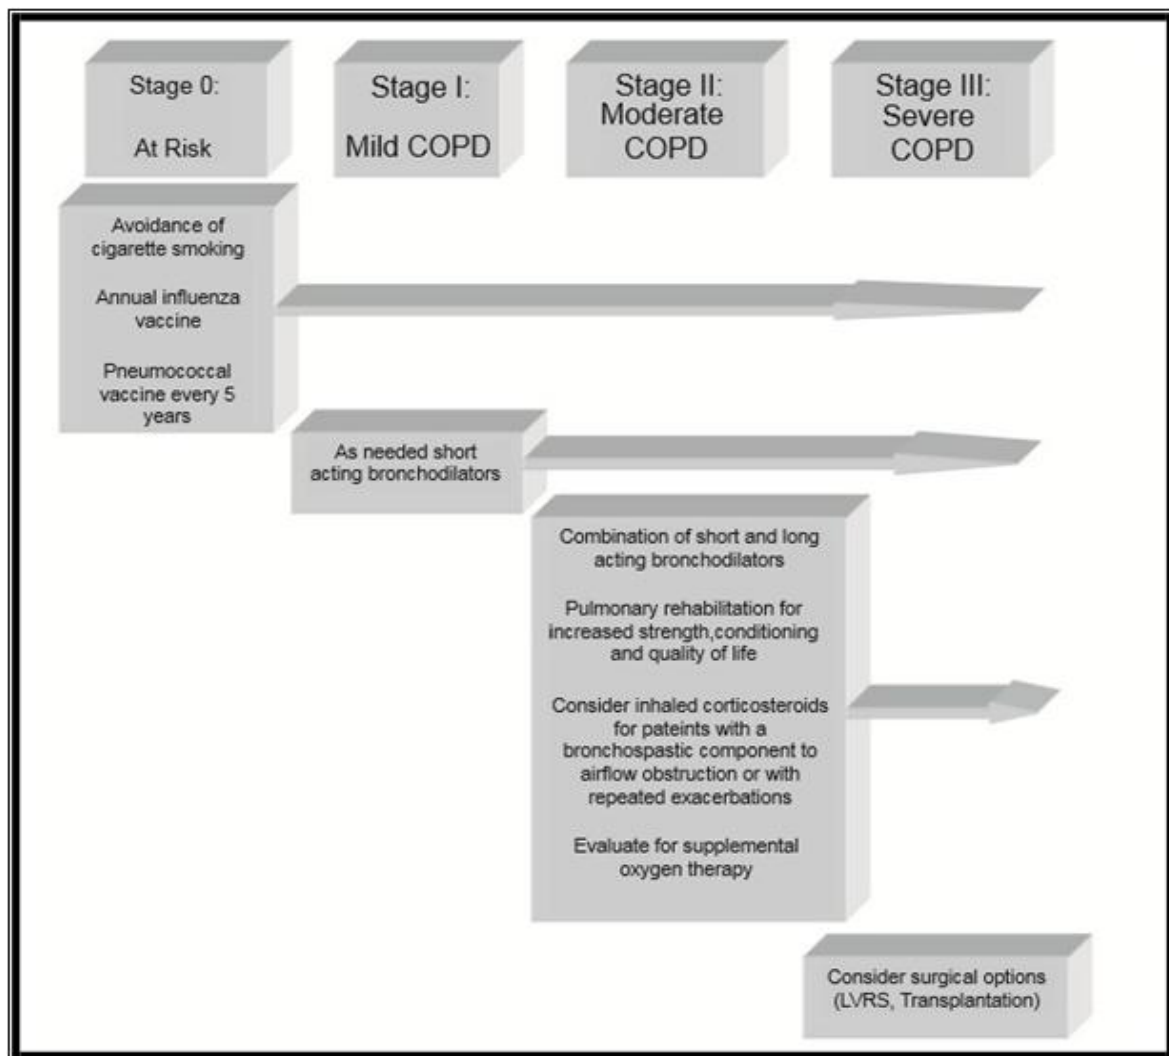 Stage 0:
At Risk
Stage I:
Mild COPD
Stage II:
Moderate
COPD
Stage III:
Severe
COPD
Avoidance of
cigarette smoking
Annual influenza
vaccine
Pneumococcal
vaccine every 5
years
As needed short
acting bronchodilators
Combination of short and long
acting bronchodilators
Pulmonary rehabilitation for
increased strength,conditioning
and quality of life
Consider inhaled corticosteroids
for pateints with a
bronchospastic component to
airflow obstruction or with
repeated exacerbations
Evaluate for supplemental
oxygen therapy
Consider surgical options
(LVRS, Transplantation)